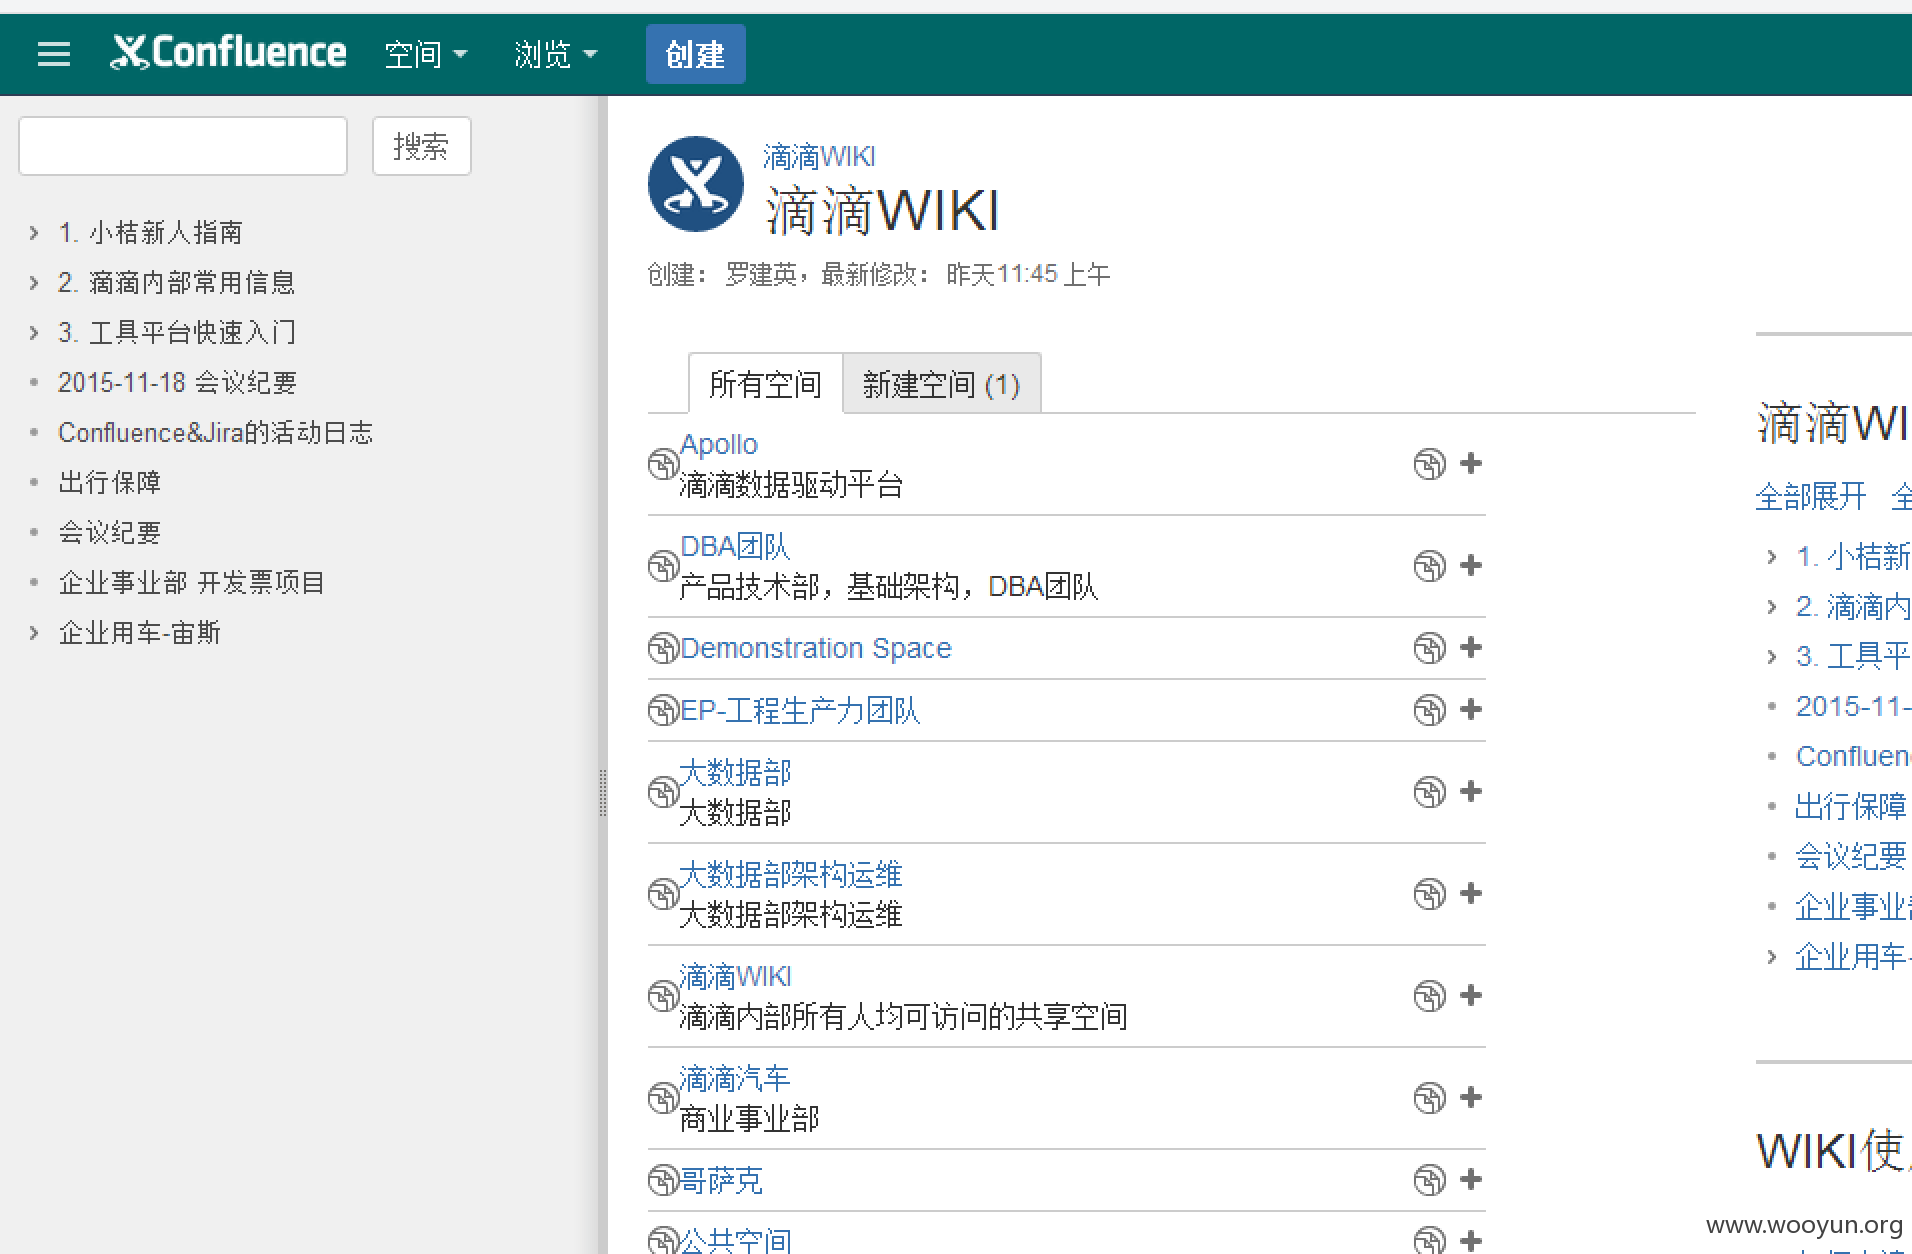 Confluence 空间 浏览 创建
搜索
1. 小桔新人指南
2. 滴滴内部常用信息
3. 工具平台快速入门
2015-11-18 会议纪要
Confluence&Jira的活动日志
出行保障
会议纪要
企业事业部 开发票项目
企业用车-宙斯
滴滴WIKI
滴滴WIKI
创建： 罗建英，最新修改： 昨天11:45 上午
所有空间 新建空间 (1)
Apollo
滴滴数据驱动平台
DBA团队
产品技术部，基础架构，DBA团队
Demonstration Space
EP-工程生产力团队
大数据部
大数据部
大数据部架构运维
大数据部架构运维
滴滴WIKI
滴滴内部所有人均可访问的共享空间
滴滴汽车
商业事业部
哥萨克
公共空间
滴滴WI
全部展开 全
1. 小桔新
2. 滴滴内
3. 工具平
2015-11-
Confluen
出行保障
会议纪要
企业事业
企业用车-
WIKI使
www.wooyun.org